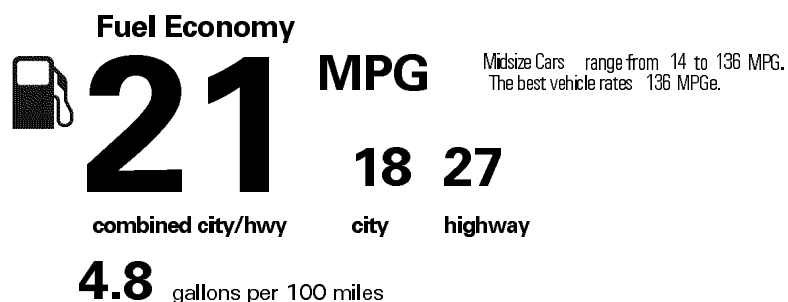 Fuel Economy
21 MPG
Midsize Cars range from 14 to 136 MPG.
The best vehicle rates 136 MPGe.
18 27
combined city/hwy city highway
4.8 gallons per 100 miles